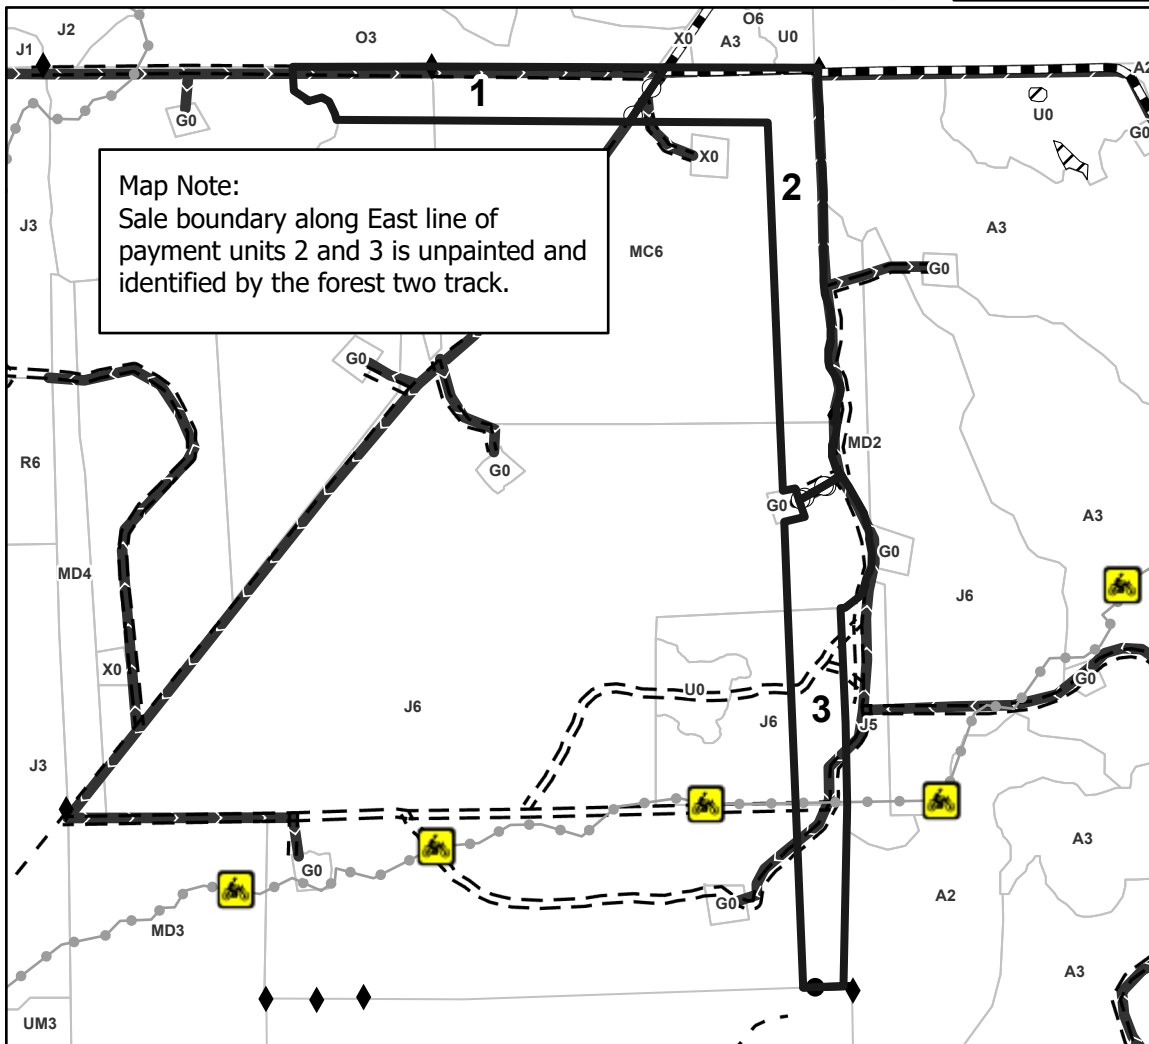 O6
J2
X0
U0
O3
A3
J1
A2
1
U0
G0
G0
X0
2
Map Note:
Sale boundary along East line of
payment units 2 and 3 is unpainted and
identified by the forest two track.
J3
A3
MC6
G0
G0
MD2
R6
G0
G0
A3
G0
MD4
J6
X0
G0
U0
J6
3
J6
J5
J3
A3
G0
A2
G0
MD3
A3
UM3